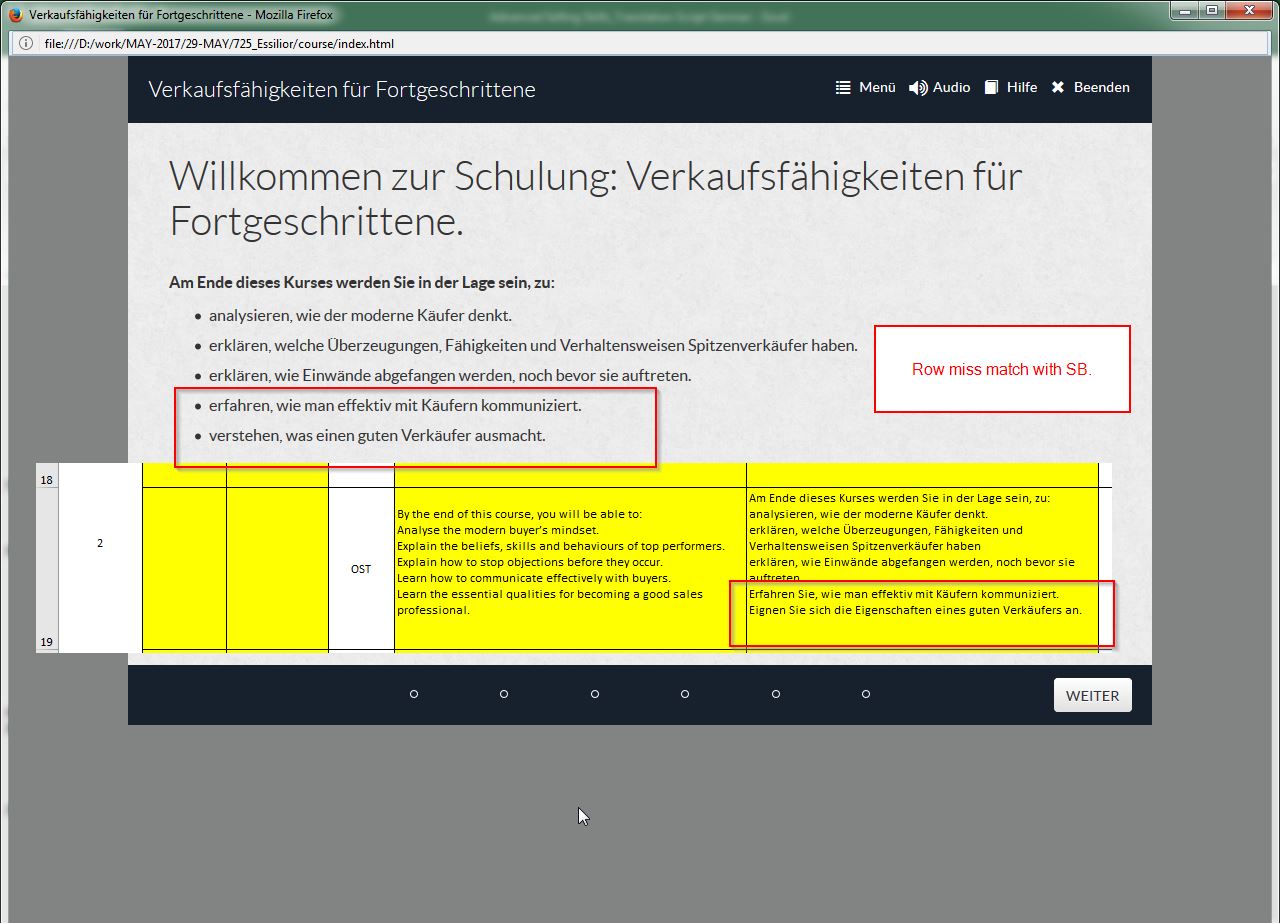 Verkaufsfähigkeiten für Fortgeschrittene - Mozilla Firefox
file:///D:/work/MAY-2017/29-MAY/725_Essilior/course/index.html
Verkaufsfähigkeiten für Fortgeschrittene
Menü Audio Hilfe Beenden
Willkommen zur Schulung: Verkaufsfähigkeiten für
Fortgeschrittene.
Am Ende dieses Kurses werden Sie in der Lage sein, zu:
• analysieren, wie der moderne Käufer denkt.
• erklären, welche Überzeugungen, Fähigkeiten und Verhaltensweisen Spitzenverkäufer haben.
• erklären, wie Einwände abgefangen werden, noch bevor sie auftreten.
• erfahren, wie man effektiv mit Käufern kommuniziert.
• verstehen, was einen guten Verkäufer ausmacht.
Row miss match with SB.
18
2
OST
By the end of this course, you will be able to:
Analyse the modern buyer's mindset.
Explain the beliefs, skills and behaviours of top performers.
Explain how to stop objections before they occur.
Learn how to communicate effectively with buyers.
Learn the essential qualities for becoming a good sales
professional.
Am Ende dieses Kurses werden Sie in der Lage sein, zu:
analysieren, wie der moderne Käufer denkt.
erklären, welche Überzeugungen, Fähigkeiten und
Verhaltensweisen Spitzenverkäufer haben
erklären, wie Einwände abgefangen werden, noch bevor sie
auftreten
Erfahren Sie, wie man effektiv mit Käufern kommuniziert.
Eignen Sie sich die Eigenschaften eines guten Verkäufers an.
19
WEITER